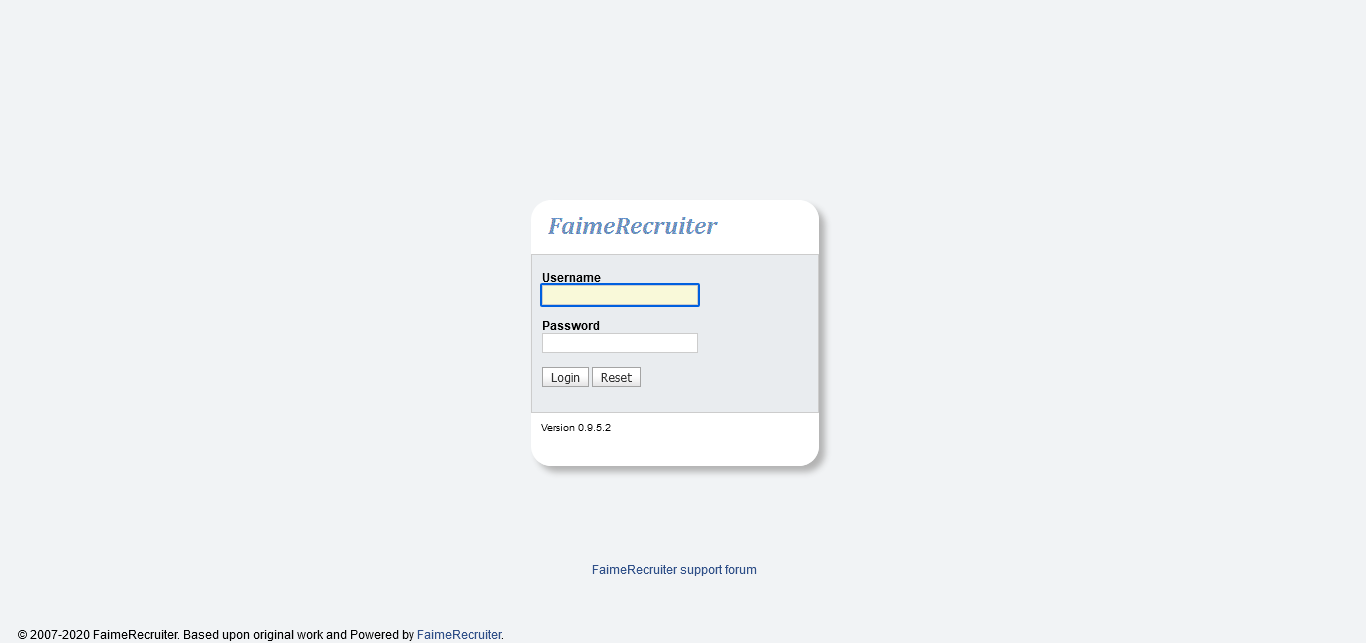 FaimeRecruiter
Username
Password
Login Reset
Version 0.9.5.2
FaimeRecruiter support forum
© 2007-2020 FaimeRecruiter. Based upon original work and Powered by FaimeRecruiter.